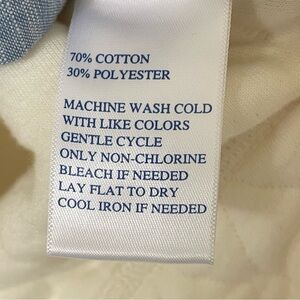 70% COTTON
30% POLYESTER
MACHINE WASH COLD
WITH LIKE COLORS
GENTLE CYCLE
ONLY NON-CHLORINE
BLEACH IF NEEDED
LAY FLAT TO DRY
COOL IRON IF NEEDED